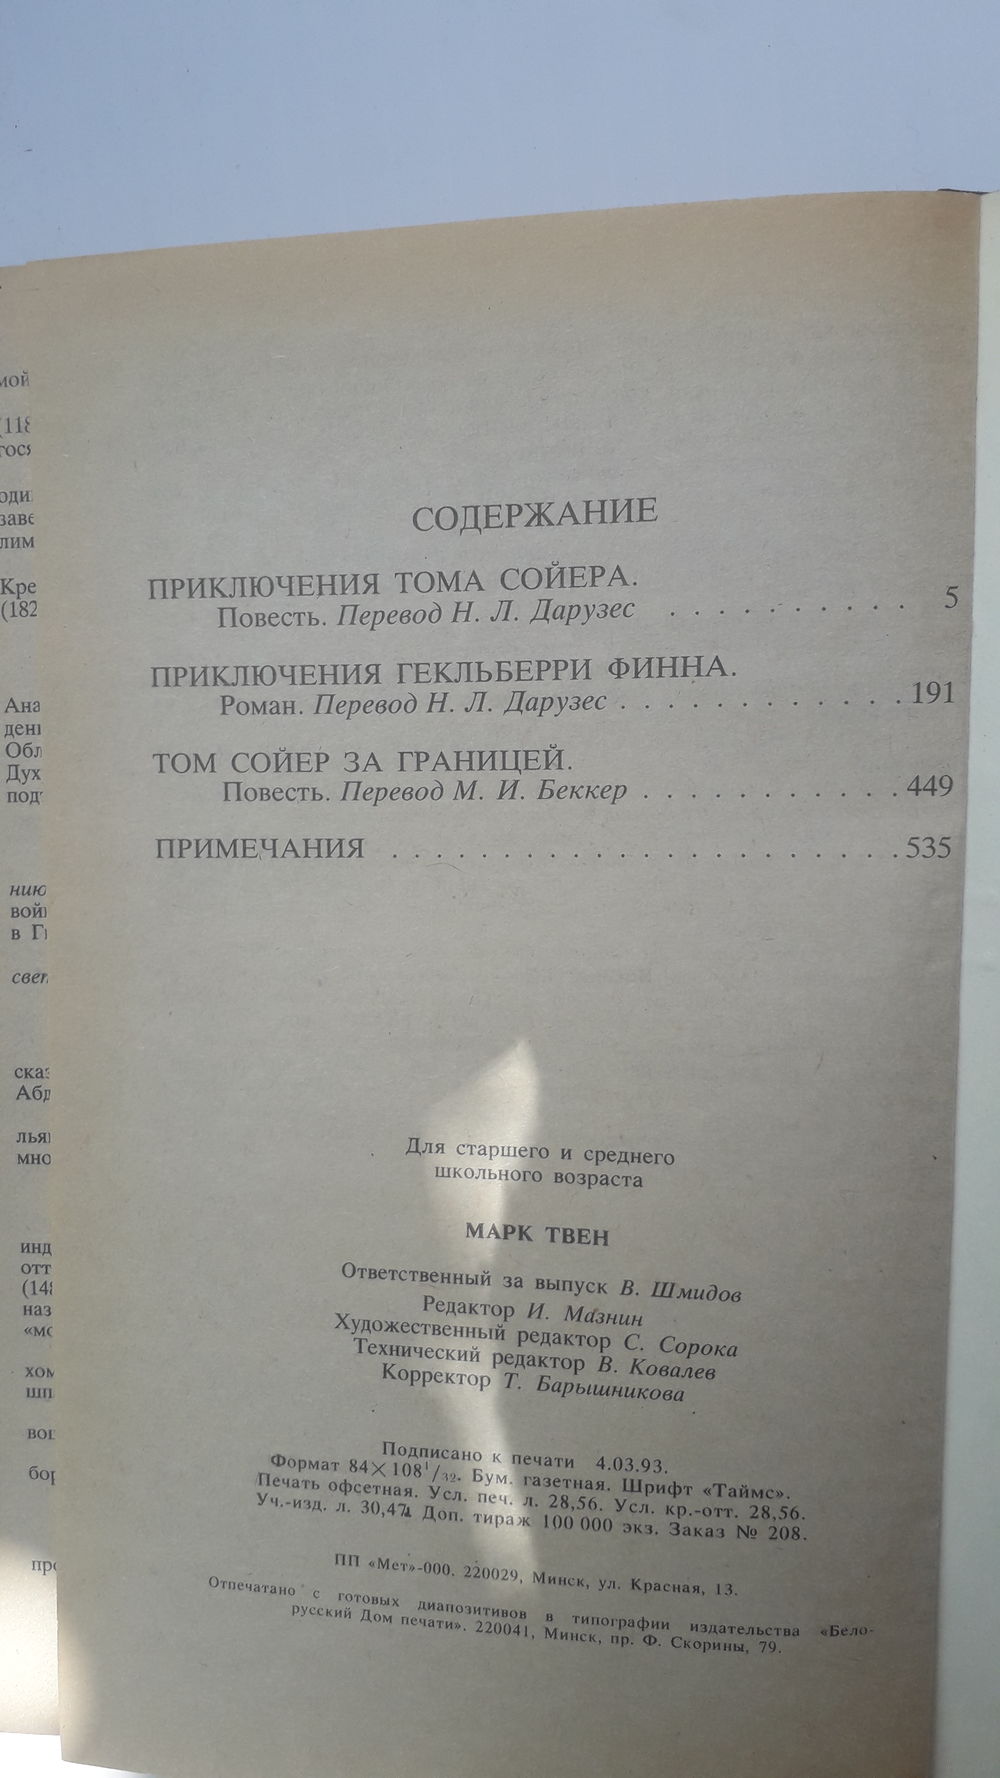 СОДЕРЖАНИЕ
ПРИКЛЮЧЕНИЯ ТОМА СОЙЕРА.
Повесть. Перевод Н. Л. Дарузес . . . . . . . . . 5
ПРИКЛЮЧЕНИЯ ГЕКЛЬБЕРРИ ФИННА.
Роман. Перевод Н. Л. Дарузес . . . . . . . . . . . 191
ТОМ СОЙЕР ЗА ГРАНИЦЕЙ.
Повесть. Перевод М. И. Беккер . . . . . . . . . . 449
ПРИМЕЧАНИЯ . . . . . . . . . . . . . . . . . . 535
Для старшего и среднего
школьного возраста
МАРК ТВЕН
Ответственный за выпуск В. Шмидов
Редактор И. Мазнин
Художественный редактор С. Сорока
Технический редактор В. Ковалев
Корректор Т. Барышникова
Подписано к печати 4.03.93.
Формат 84×108¹/₃₂. Бум. газетная. Шрифт «Таймс».
Печать офсетная. Усл. печ. л. 28,56. Усл. кр.-отт. 28,56.
Уч.-изд. л. 30,47. Доп. тираж 100 000 экз. Заказ № 208.
ПП «Мет»-000. 220029, Минск, ул. Красная, 13.
Отпечатано с готовых диапозитивов в типографии издательства «Бело-
русский Дом печати». 220041, Минск, пр. Ф. Скорины, 79.